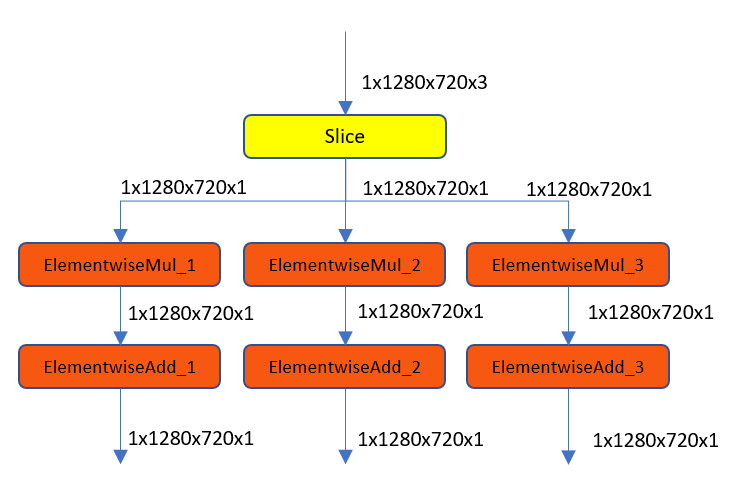 1x1280x720x3
Slice
1x1280x720x1
1x1280x720x1
1x1280x720x1
ElementwiseMul_1
ElementwiseMul_2
ElementwiseMul_3
1x1280x720x1
1x1280x720x1
1x1280x720x1
ElementwiseAdd_1
ElementwiseAdd_2
ElementwiseAdd_3
1x1280x720x1
1x1280x720x1
1x1280x720x1